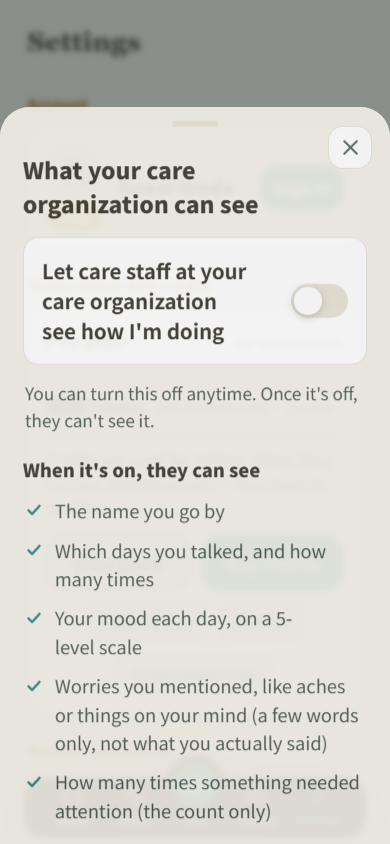 Settings
What your care
organization can see
Let care staff at your
care organization
see how I'm doing
You can turn this off anytime. Once it's off,
they can't see it.
When it's on, they can see
The name you go by
Which days you talked, and how
many times
Your mood each day, on a 5-
level scale
Worries you mentioned, like aches
or things on your mind (a few words
only, not what you actually said)
How many times something needed
attention (the count only)